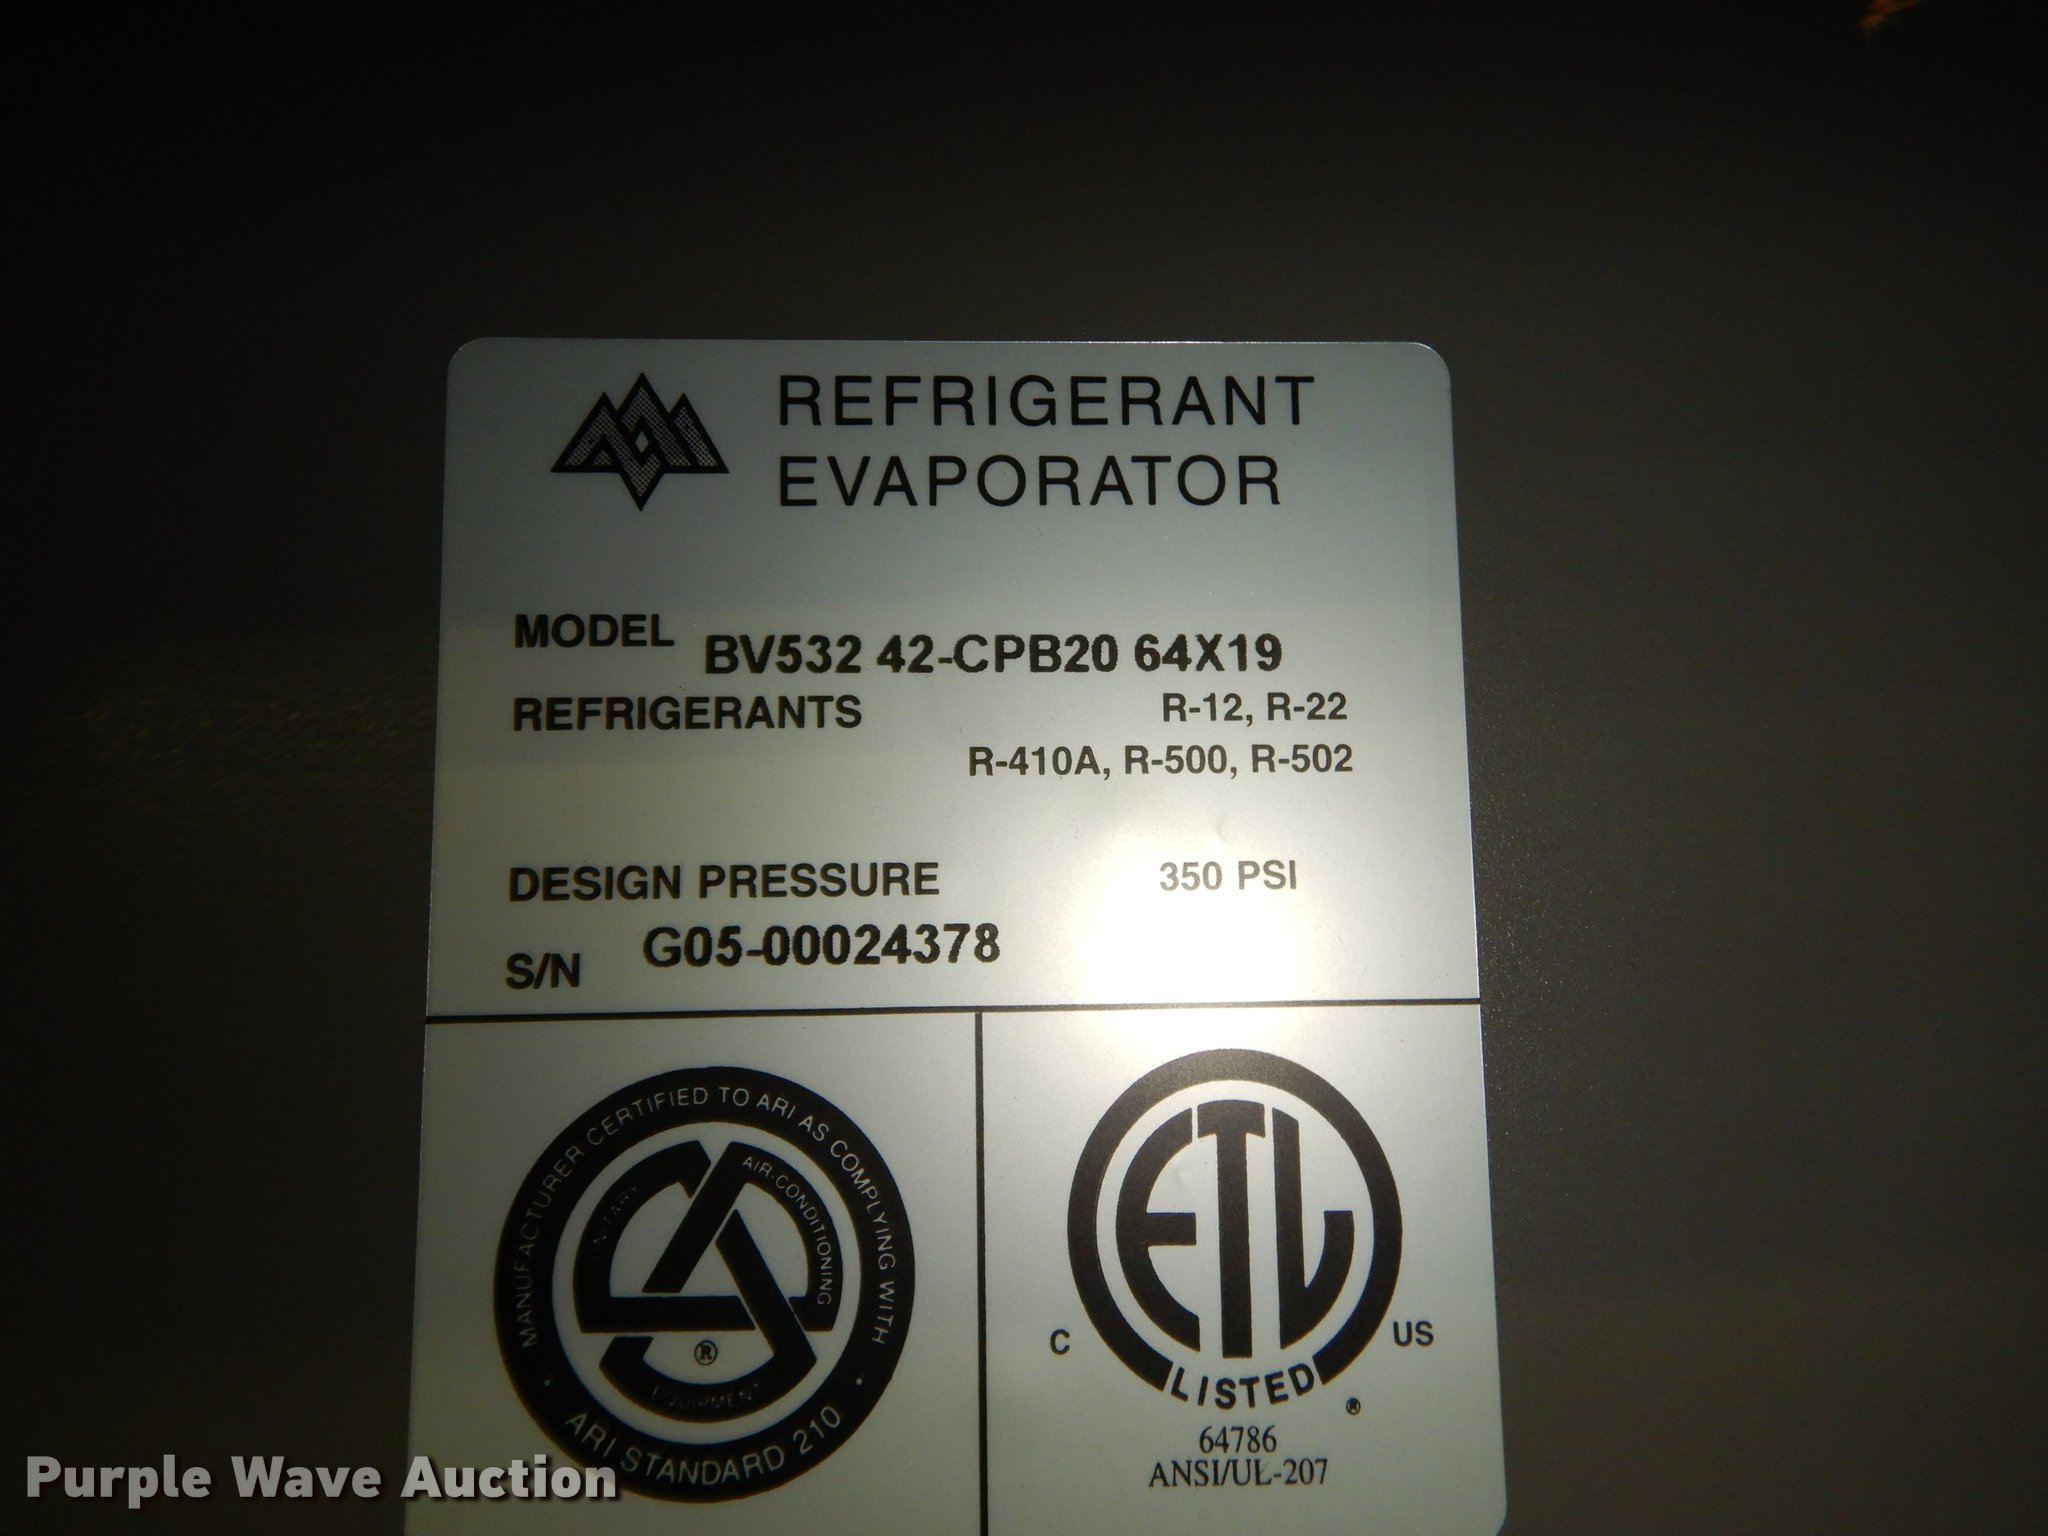 REFRIGERANT
EVAPORATOR
MODEL BV532 42-CPB20 64X19
REFRIGERANTS R-12, R-22
R-410A, R-500, R-502
DESIGN PRESSURE 350 PSI
S/N G05-00024378
MANUFACTURER CERTIFIED TO ARI AS COMPLYING WITH
AIR-CONDITIONING
®
EQUIPMENT
· ARI STANDARD 210 ·
ETL
C US
LISTED
®
64786
ANSI/UL-207
Purple Wave Auction